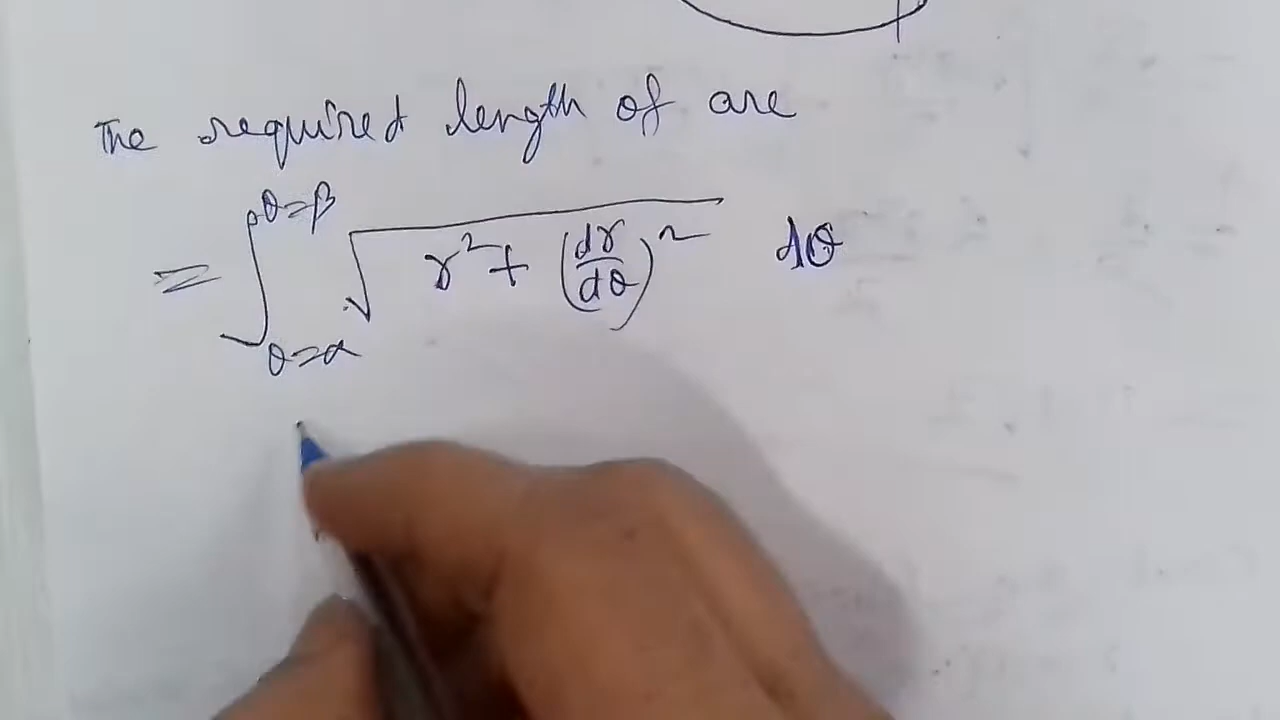 The required length of arc
= ∫_{θ=α}^{θ=β} √(r² + (dr/dθ)²) dθ